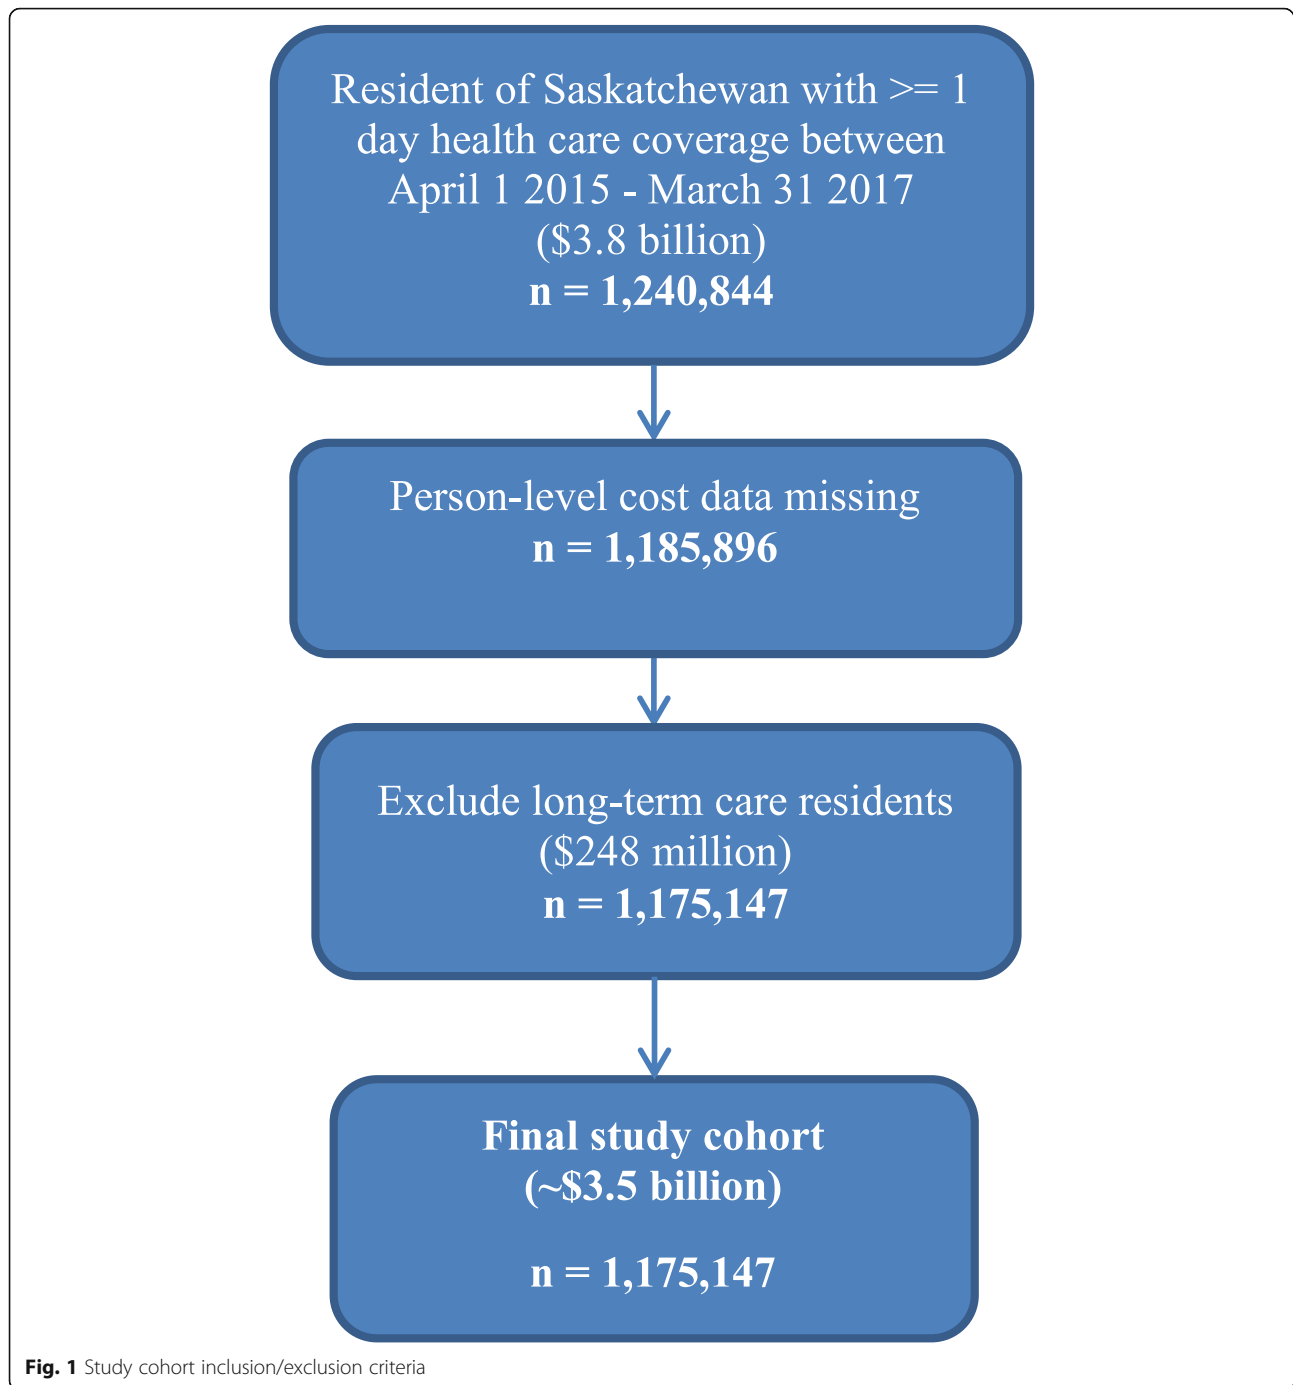 Resident of Saskatchewan with >= 1
day health care coverage between
April 1 2015 - March 31 2017
($3.8 billion)
n = 1,240,844
Person-level cost data missing
n = 1,185,896
Exclude long-term care residents
($248 million)
n = 1,175,147
Final study cohort
(~$3.5 billion)
n = 1,175,147
Fig. 1 Study cohort inclusion/exclusion criteria